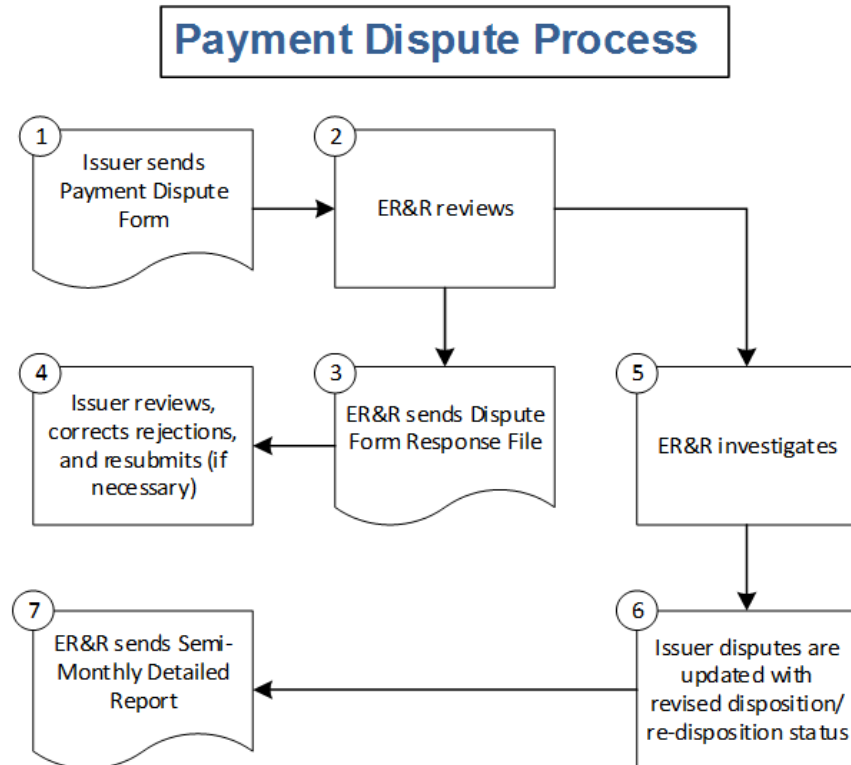 Payment Dispute Process
1
Issuer sends
Payment Dispute
Form
2
ER&R reviews
3
ER&R sends Dispute
Form Response File
4
Issuer reviews,
corrects rejections,
and resubmits (if
necessary)
5
ER&R investigates
6
Issuer disputes are
updated with
revised disposition/
re-disposition status
7
ER&R sends Semi-
Monthly Detailed
Report